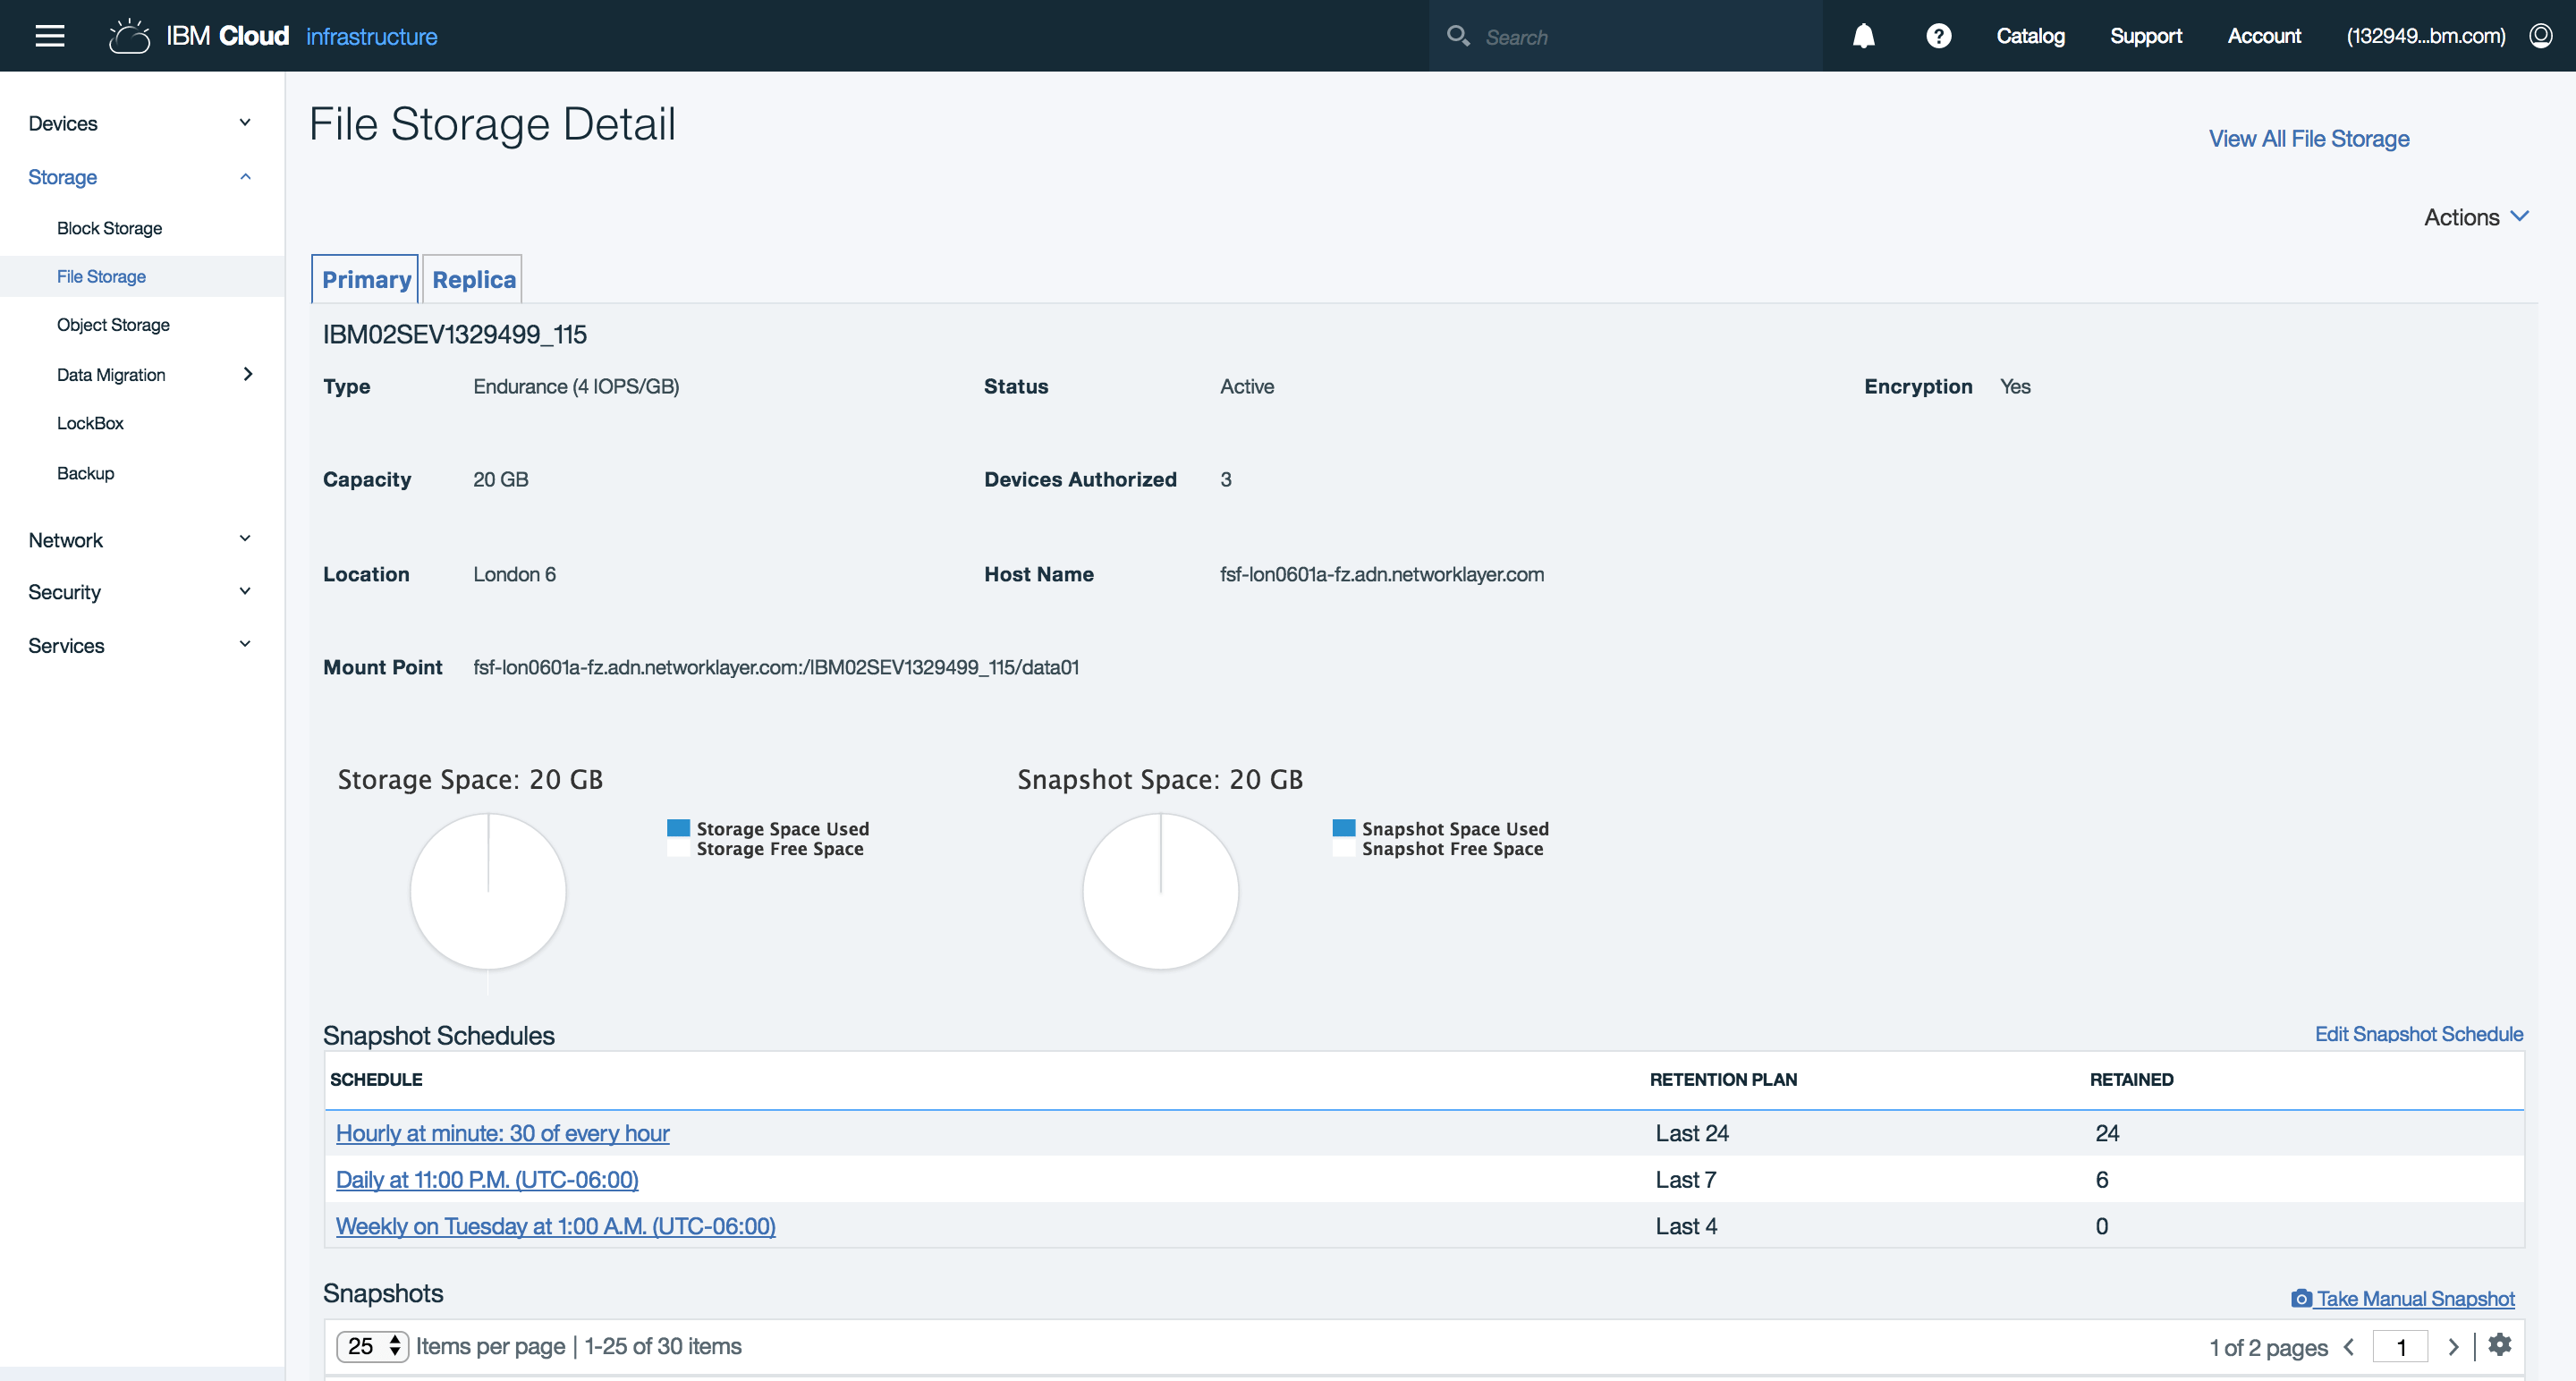 IBM Cloud infrastructure
Search
Catalog
Support
Account
(132949...bm.com)
Devices
Storage
Block Storage
File Storage
Object Storage
Data Migration
LockBox
Backup
Network
Security
Services
File Storage Detail
View All File Storage
Actions
Primary
Replica
IBM02SEV1329499_115
Type Endurance (4 IOPS/GB)
Status Active
Encryption Yes
Capacity 20 GB
Devices Authorized 3
Location London 6
Host Name fsf-lon0601a-fz.adn.networklayer.com
Mount Point fsf-lon0601a-fz.adn.networklayer.com:/IBM02SEV1329499_115/data01
Storage Space: 20 GB
Storage Space Used
Storage Free Space
Snapshot Space: 20 GB
Snapshot Space Used
Snapshot Free Space
Snapshot Schedules
Edit Snapshot Schedule
SCHEDULE RETENTION PLAN RETAINED
Hourly at minute: 30 of every hour Last 24 24
Daily at 11:00 P.M. (UTC-06:00) Last 7 6
Weekly on Tuesday at 1:00 A.M. (UTC-06:00) Last 4 0
Snapshots
Take Manual Snapshot
25 Items per page | 1-25 of 30 items
1 of 2 pages 1